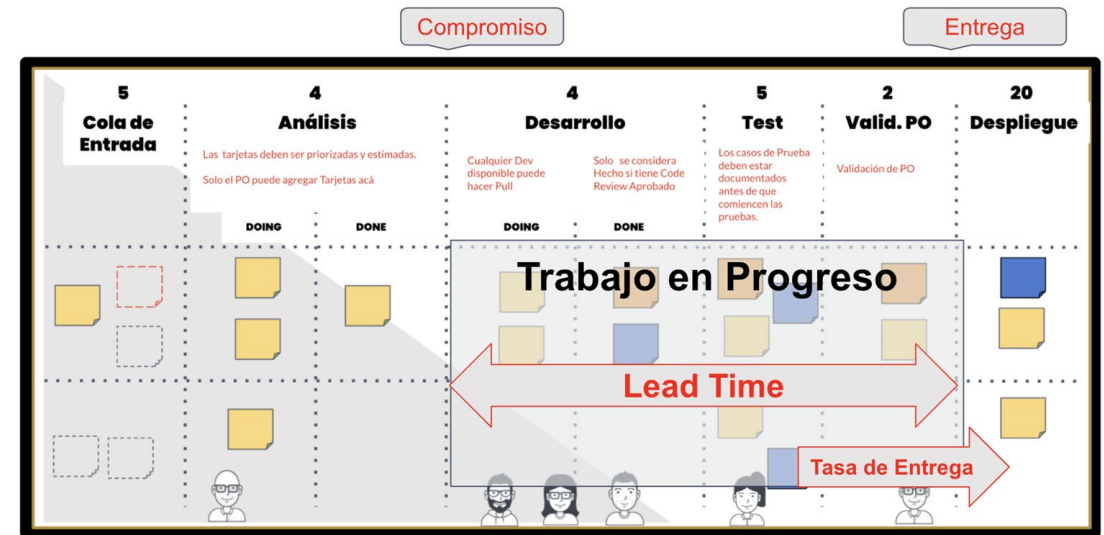 Compromiso
Entrega
5
Cola de
Entrada
4
Análisis
Las tarjetas deben ser priorizadas y estimadas.
Solo el PO puede agregar Tarjetas acá
DOING
DONE
4
Desarrollo
Cualquier Dev
disponible puede
hacer Pull
Solo se considera
Hecho si tiene Code
Review Aprobado
DOING
DONE
5
Test
Los casos de Prueba
deben estar
documentados
antes de que
comiencen las
pruebas.
2
Valid. PO
Validación de PO
20
Despliegue
Trabajo en Progreso
Lead Time
Tasa de Entrega